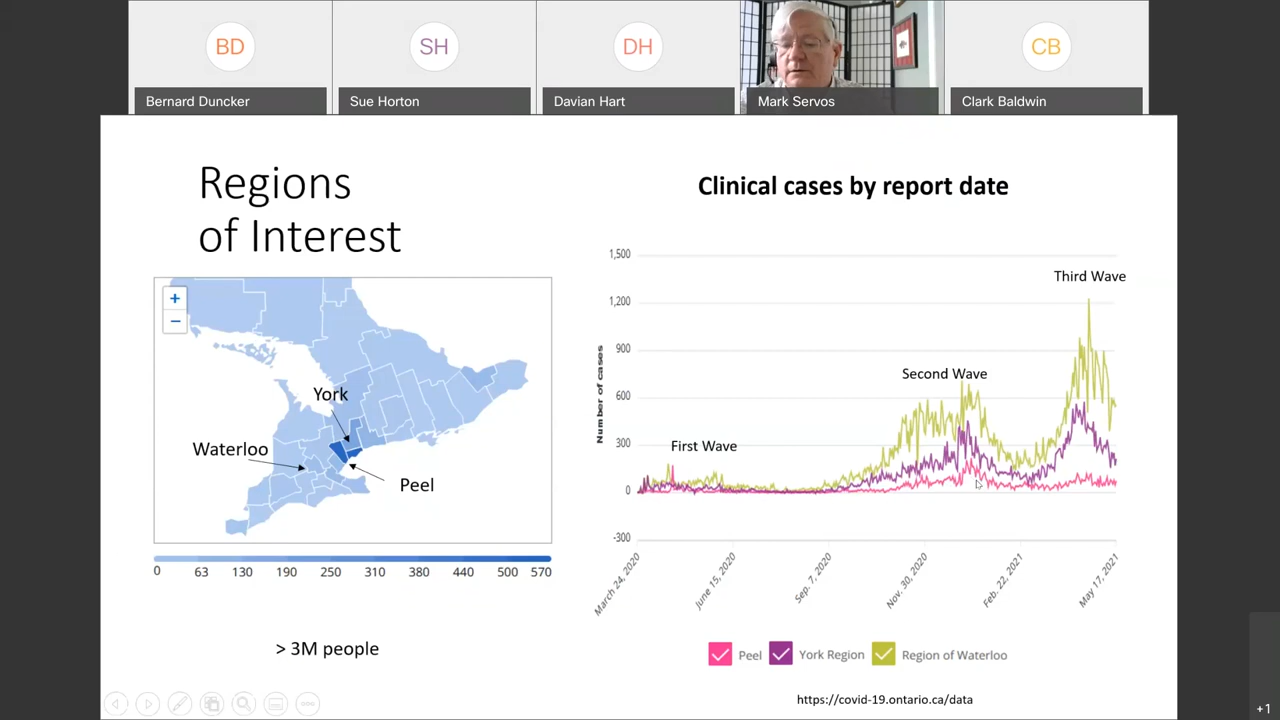 BD
SH
DH
CB
Bernard Duncker
Sue Horton
Davian Hart
Mark Servos
Clark Baldwin
Regions
of Interest
+
−
York
Waterloo
Peel
0 63 130 190 250 310 380 440 500 570
> 3M people
Clinical cases by report date
Number of cases
1,500
1,200
900
600
300
0
-300
First Wave
Second Wave
Third Wave
March 24, 2020
June 15, 2020
Sep. 7, 2020
Nov. 30, 2020
Feb. 22, 2021
May 17, 2021
Peel York Region Region of Waterloo
https://covid-19.ontario.ca/data
+1